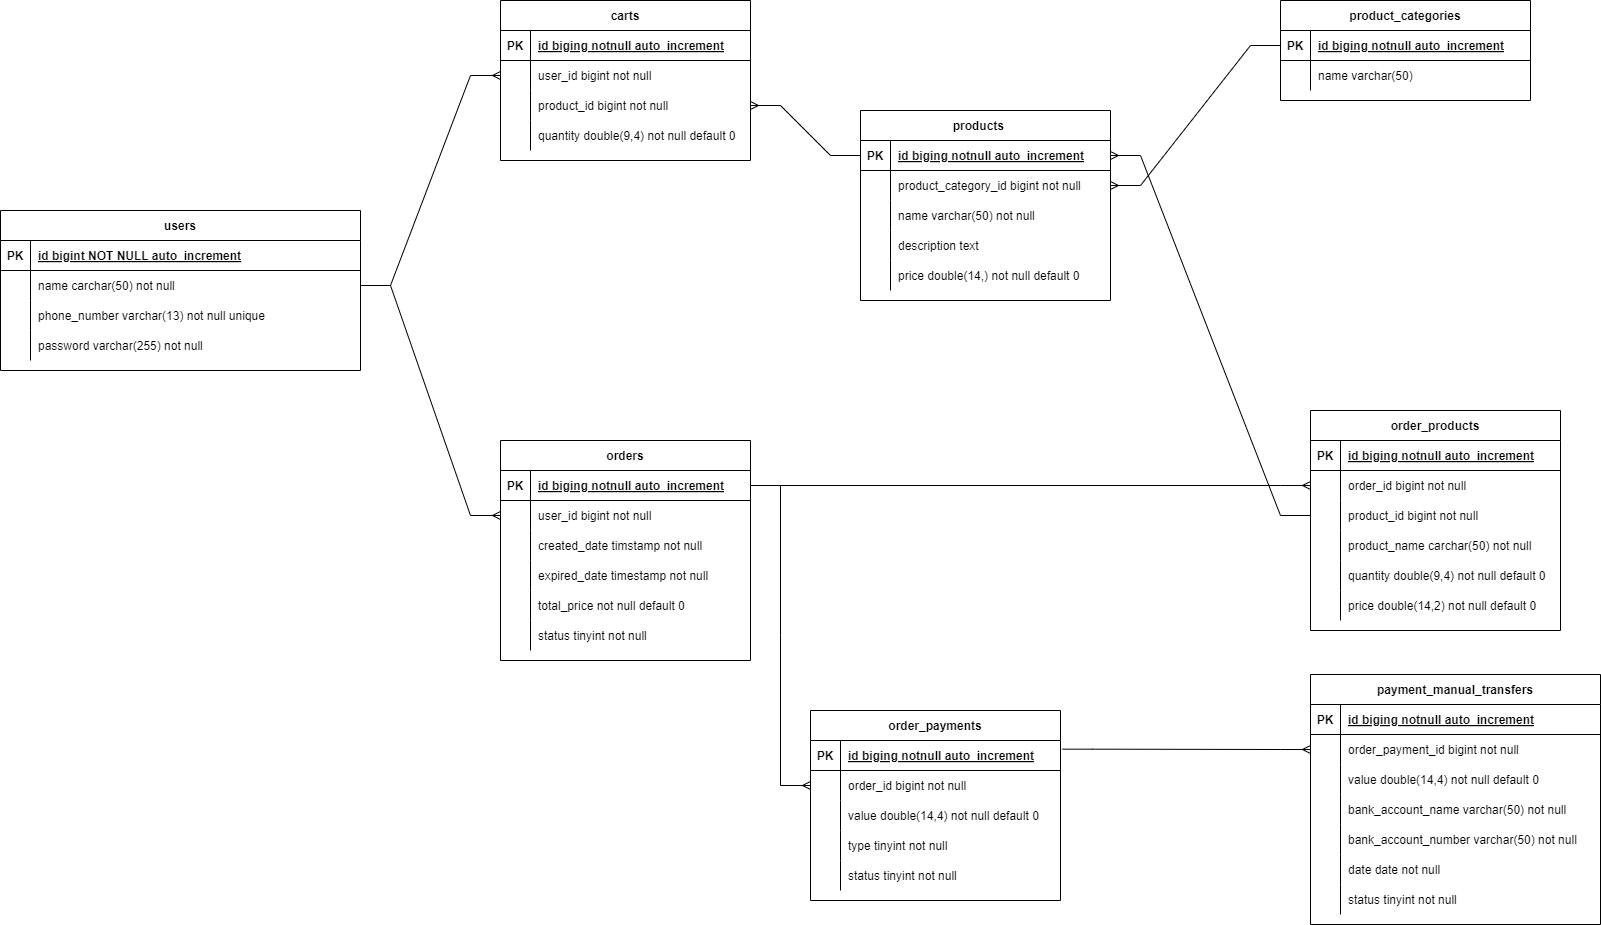 carts
PK id biging notnull auto_increment
user_id bigint not null
product_id bigint not null
quantity double(9,4) not null default 0
product_categories
PK id biging notnull auto_increment
name varchar(50)
products
PK id biging notnull auto_increment
product_category_id bigint not null
name varchar(50) not null
description text
price double(14,) not null default 0
users
PK id bigint NOT NULL auto_increment
name carchar(50) not null
phone_number varchar(13) not null unique
password varchar(255) not null
orders
PK id biging notnull auto_increment
user_id bigint not null
created_date timstamp not null
expired_date timestamp not null
total_price not null default 0
status tinyint not null
order_products
PK id biging notnull auto_increment
order_id bigint not null
product_id bigint not null
product_name carchar(50) not null
quantity double(9,4) not null default 0
price double(14,2) not null default 0
order_payments
PK id biging notnull auto_increment
order_id bigint not null
value double(14,4) not null default 0
type tinyint not null
status tinyint not null
payment_manual_transfers
PK id biging notnull auto_increment
order_payment_id bigint not null
value double(14,4) not null default 0
bank_account_name varchar(50) not null
bank_account_number varchar(50) not null
date date not null
status tinyint not null